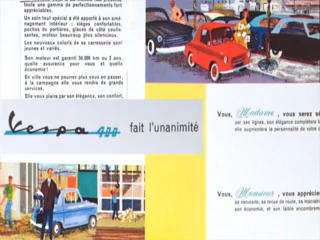 toute une gamme de perfectionnements fort
appréciables.
Un soin tout spécial a été apporté à son amé-
nagement intérieur : sièges confortables,
poches de portières, glaces de côté coulis-
santes, moteur beaucoup plus silencieux.
Les nouveaux coloris de sa carrosserie sont
jeunes et variés.
Son moteur est garanti 30.000 km ou 2 ans,
quelle assurance pour vous et quelle
économie !
En ville vous ne pourrez plus vous en passer,
à la campagne elle vous rendra de grands
services.
Elle vous plaira par son élégance, son confort,
Vespa 400 fait l'unanimité
Vous, Madame, vous serez
par ses lignes, son élégance complétera
elle augmentera la personnalité de votre
Vous, Monsieur, vous apprécie
sa nervosité, sa tenue de route, sa
son économie, et son faible encombrem